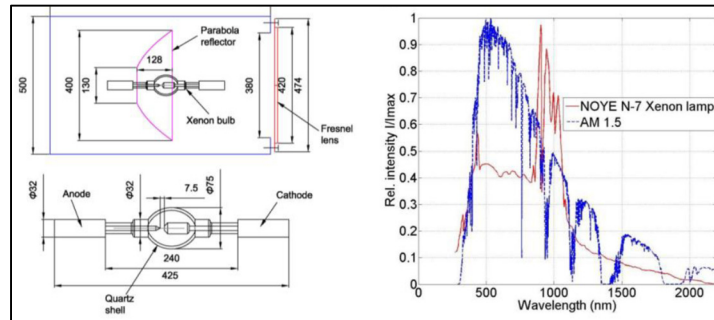 Parabola
reflector
128
500
400
130
380
420
474
Xenon bulb
Fresnel
lens
Φ32
Anode
Φ32
7.5
Φ75
Cathode
240
425
Quartz
shell
1
0.9
0.8
0.7
0.6
0.5
0.4
0.3
0.2
0.1
0
Rel. intensity I/Imax
NOYE N-7 Xenon lamp
AM 1.5
0 500 1000 1500 2000
Wavelength (nm)